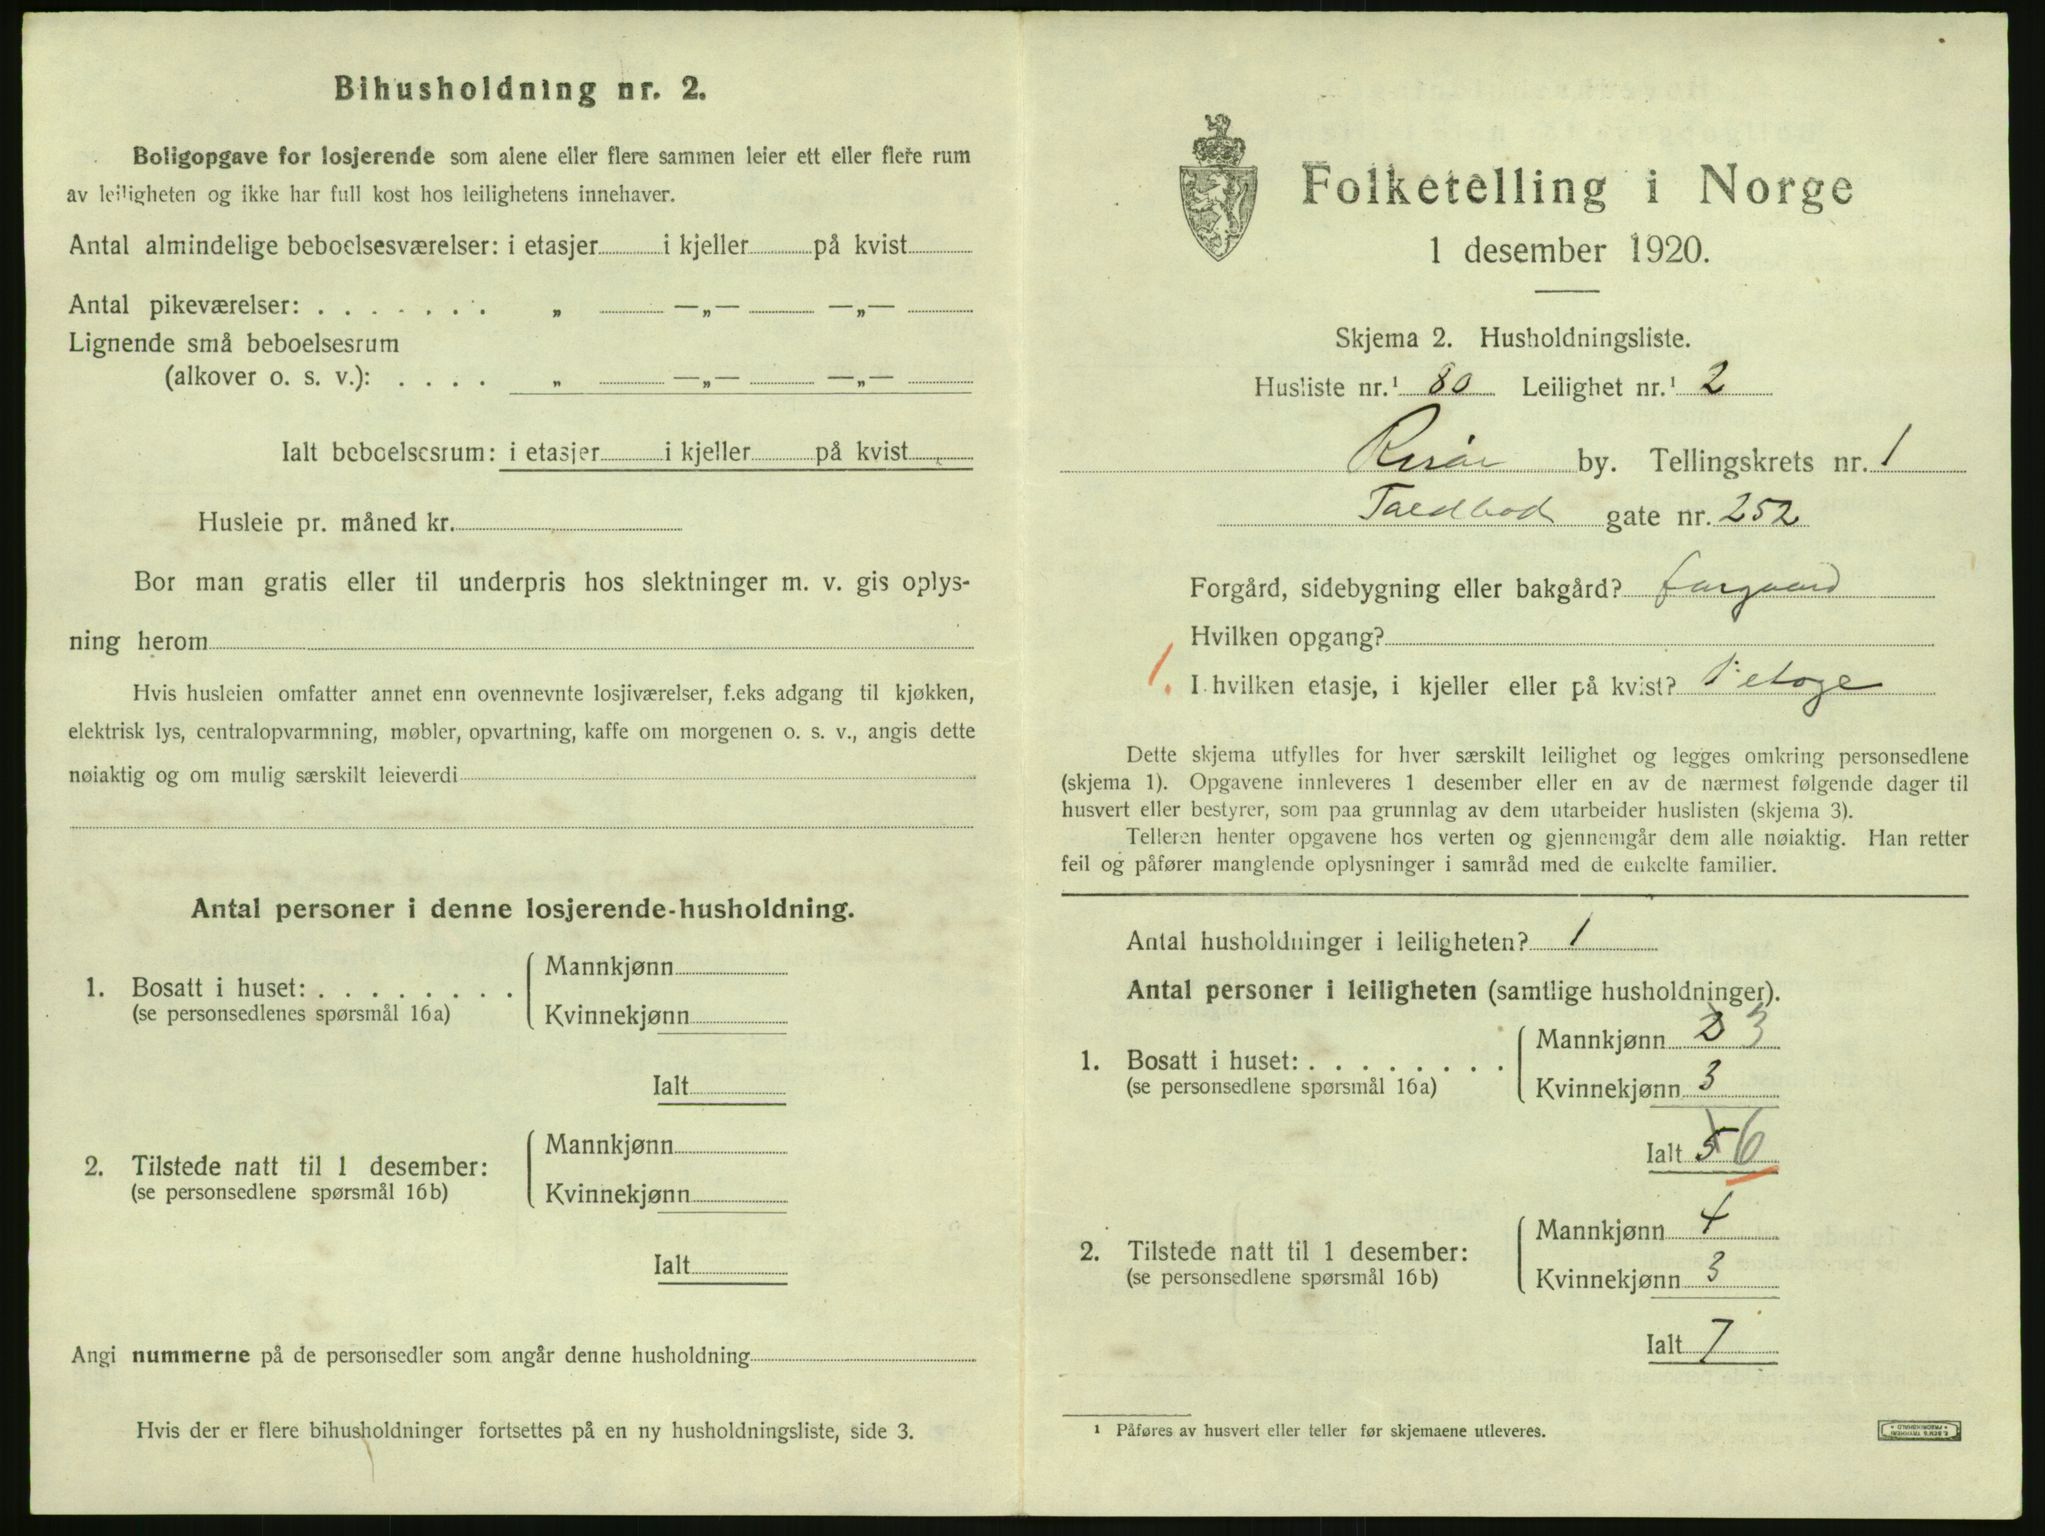 Bihusholdning nr. 2.
Boligopgave for losjerende som alene eller flere sammen leier ett eller flere rum
av leiligheten og ikke har full kost hos leilighetens innehaver.
Antal almindelige beboelsesværelser: i etasjer i kjeller på kvist
Antal pikeværelser: . . . . . . . „ —„— —„—
Lignende små beboelsesrum
(alkover o. s. v.): . . . . „ —„— —„—
Ialt beboelsesrum: i etasjer i kjeller på kvist
Husleie pr. måned kr.
Bor man gratis eller til underpris hos slektninger m. v. gis oplys-
ning herom
Hvis husleien omfatter annet enn ovennevnte losjiværelser, f.eks adgang til kjøkken,
elektrisk lys, centralopvarmning, møbler, opvartning, kaffe om morgenen o. s. v., angis dette
nøiaktig og om mulig særskilt leieverdi
Antal personer i denne losjerende-husholdning.
1. Bosatt i huset: . . . . . . . .
(se personsedlenes spørsmål 16a)
Mannkjønn
Kvinnekjønn
Ialt
2. Tilstede natt til 1 desember:
(se personsedlene spørsmål 16b)
Mannkjønn
Kvinnekjønn
Ialt
Angi nummerne på de personsedler som angår denne husholdning
Hvis der er flere bihusholdninger fortsettes på en ny husholdningsliste, side 3.
Folketelling i Norge
1 desember 1920.
Skjema 2. Husholdningsliste.
Husliste nr.¹ 80 Leilighet nr.¹ 2
Risør by. Tellingskrets nr. 1
gate nr. 252
Forgård, sidebygning eller bakgård? forgaard
Hvilken opgang?
1. I hvilken etasje, i kjeller eller på kvist? 1: etage
Dette skjema utfylles for hver særskilt leilighet og legges omkring personsedlene
(skjema 1). Opgavene innleveres 1 desember eller en av de nærmest følgende dager til
husvert eller bestyrer, som paa grunnlag av dem utarbeider huslisten (skjema 3).
Telleren henter opgavene hos verten og gjennemgår dem alle nøiaktig. Han retter
feil og påfører manglende oplysninger i samråd med de enkelte familier.
Antal husholdninger i leiligheten? 1
Antal personer i leiligheten (samtlige husholdninger).
1. Bosatt i huset: . . . . . . . .
(se personsedlene spørsmål 16a)
Mannkjønn 2 3
Kvinnekjønn 3
Ialt 5 6
2. Tilstede natt til 1 desember:
(se personsedlene spørsmål 16b)
Mannkjønn 4
Kvinnekjønn 3
Ialt 7
¹ Påføres av husvert eller teller før skjemaene utleveres.